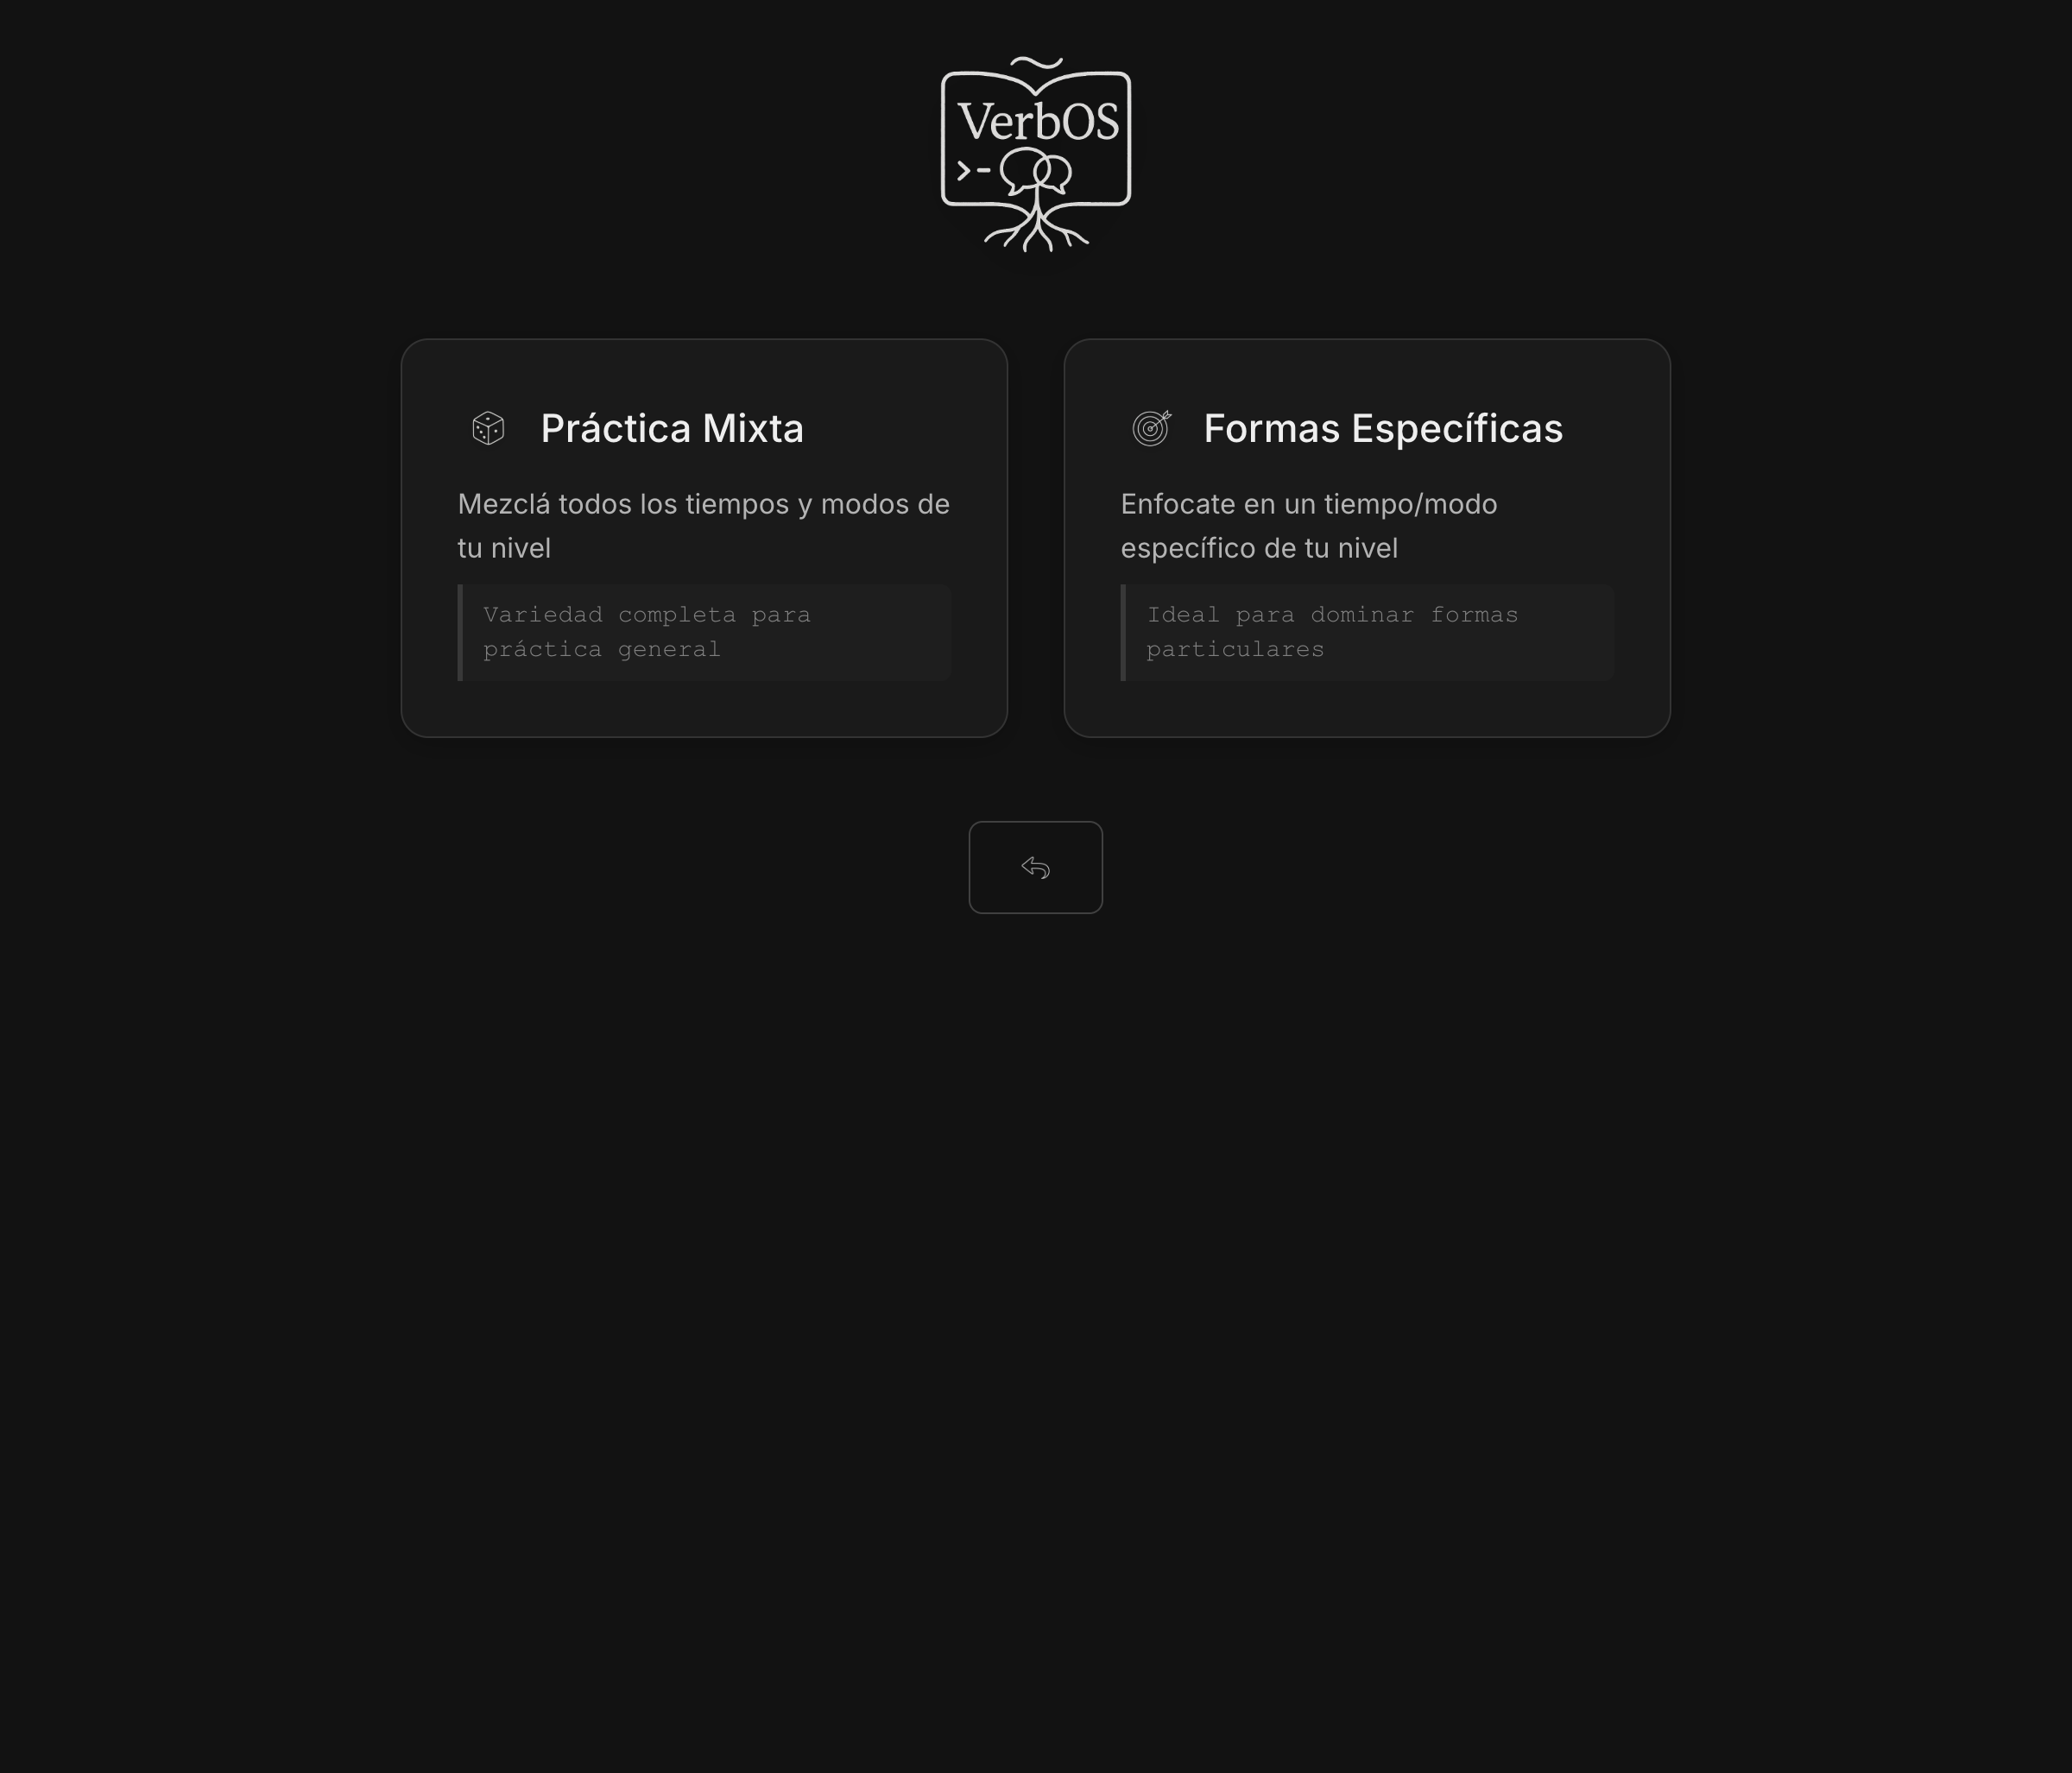 VerbOS
>-
Práctica Mixta
Mezclá todos los tiempos y modos de
tu nivel
Variedad completa para
práctica general
Formas Específicas
Enfocate en un tiempo/modo
específico de tu nivel
Ideal para dominar formas
particulares